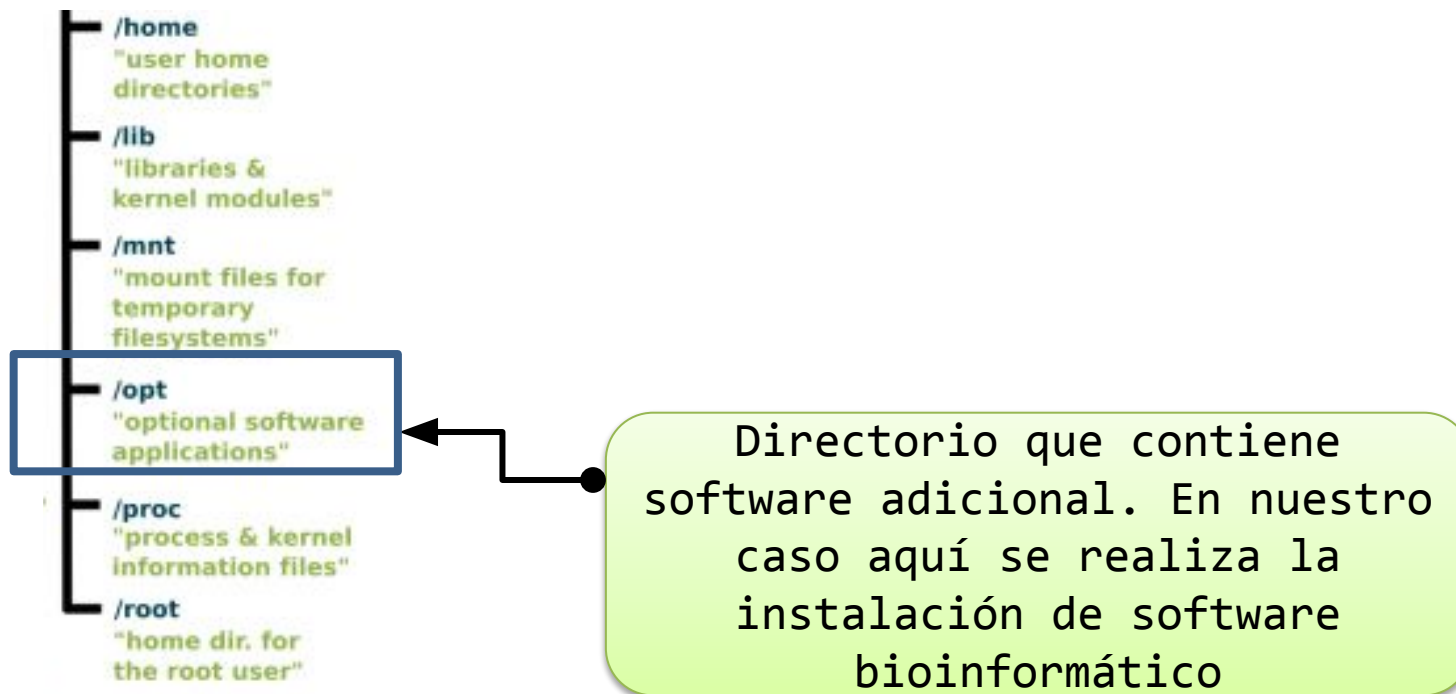 /home
"user home
directories"
/lib
"libraries &
kernel modules"
/mnt
"mount files for
temporary
filesystems"
/opt
"optional software
applications"
/proc
"process & kernel
information files"
/root
"home dir. for
the root user"
Directorio que contiene
software adicional. En nuestro
caso aquí se realiza la
instalación de software
bioinformático